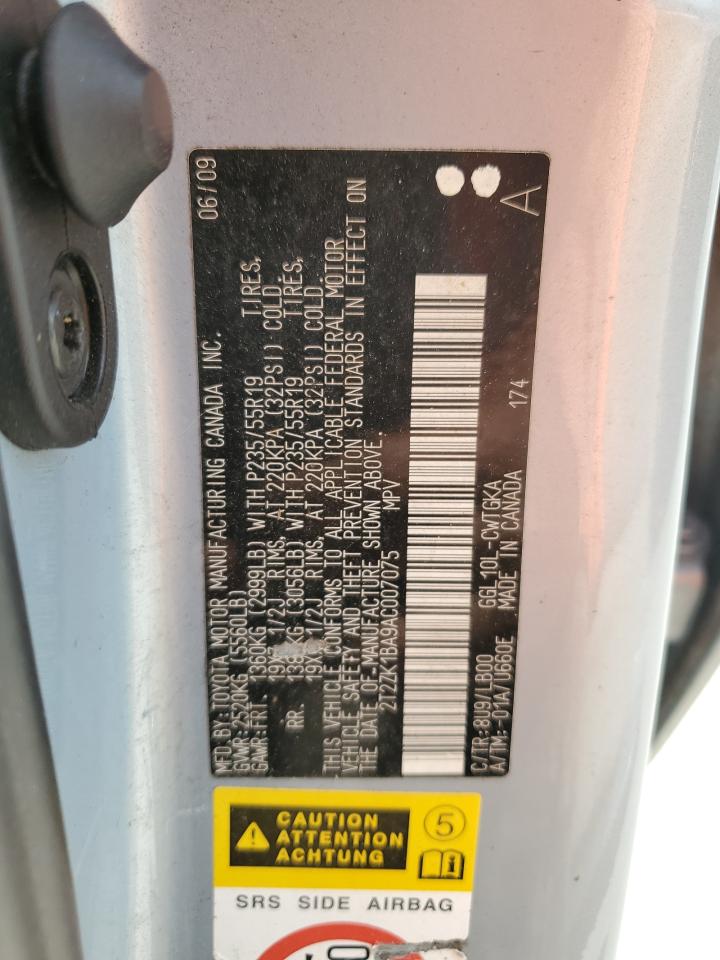 MFD BY: TOYOTA MOTOR MANUFACTURING CANADA INC. 06/09
GVWR: 2520KG (5560LB)
GAWR: FRT 1360KG (2999LB) WITH P235/55R19 TIRES,
19X7 1/2J RIMS, AT 220KPA (32PSI) COLD
RR. (3056LB) WITH P235/55R19 TIRES,
1/2J RIMS, AT 220KPA (32PSI) COLD.
THIS VEHICLE CONFORMS TO ALL APPLICABLE FEDERAL MOTOR
VEHICLE SAFETY AND THEFT PREVENTION STANDARDS IN EFFECT ON
THE DATE OF MANUFACTURE SHOWN ABOVE.
2T2ZK1BA9AC007075 MPV
C/TR:8U9/LB00 GGL10L-CWTGKA
A/TM:-01A/U660E MADE IN CANADA 174 A
CAUTION
ATTENTION
ACHTUNG
5
SRS SIDE AIRBAG